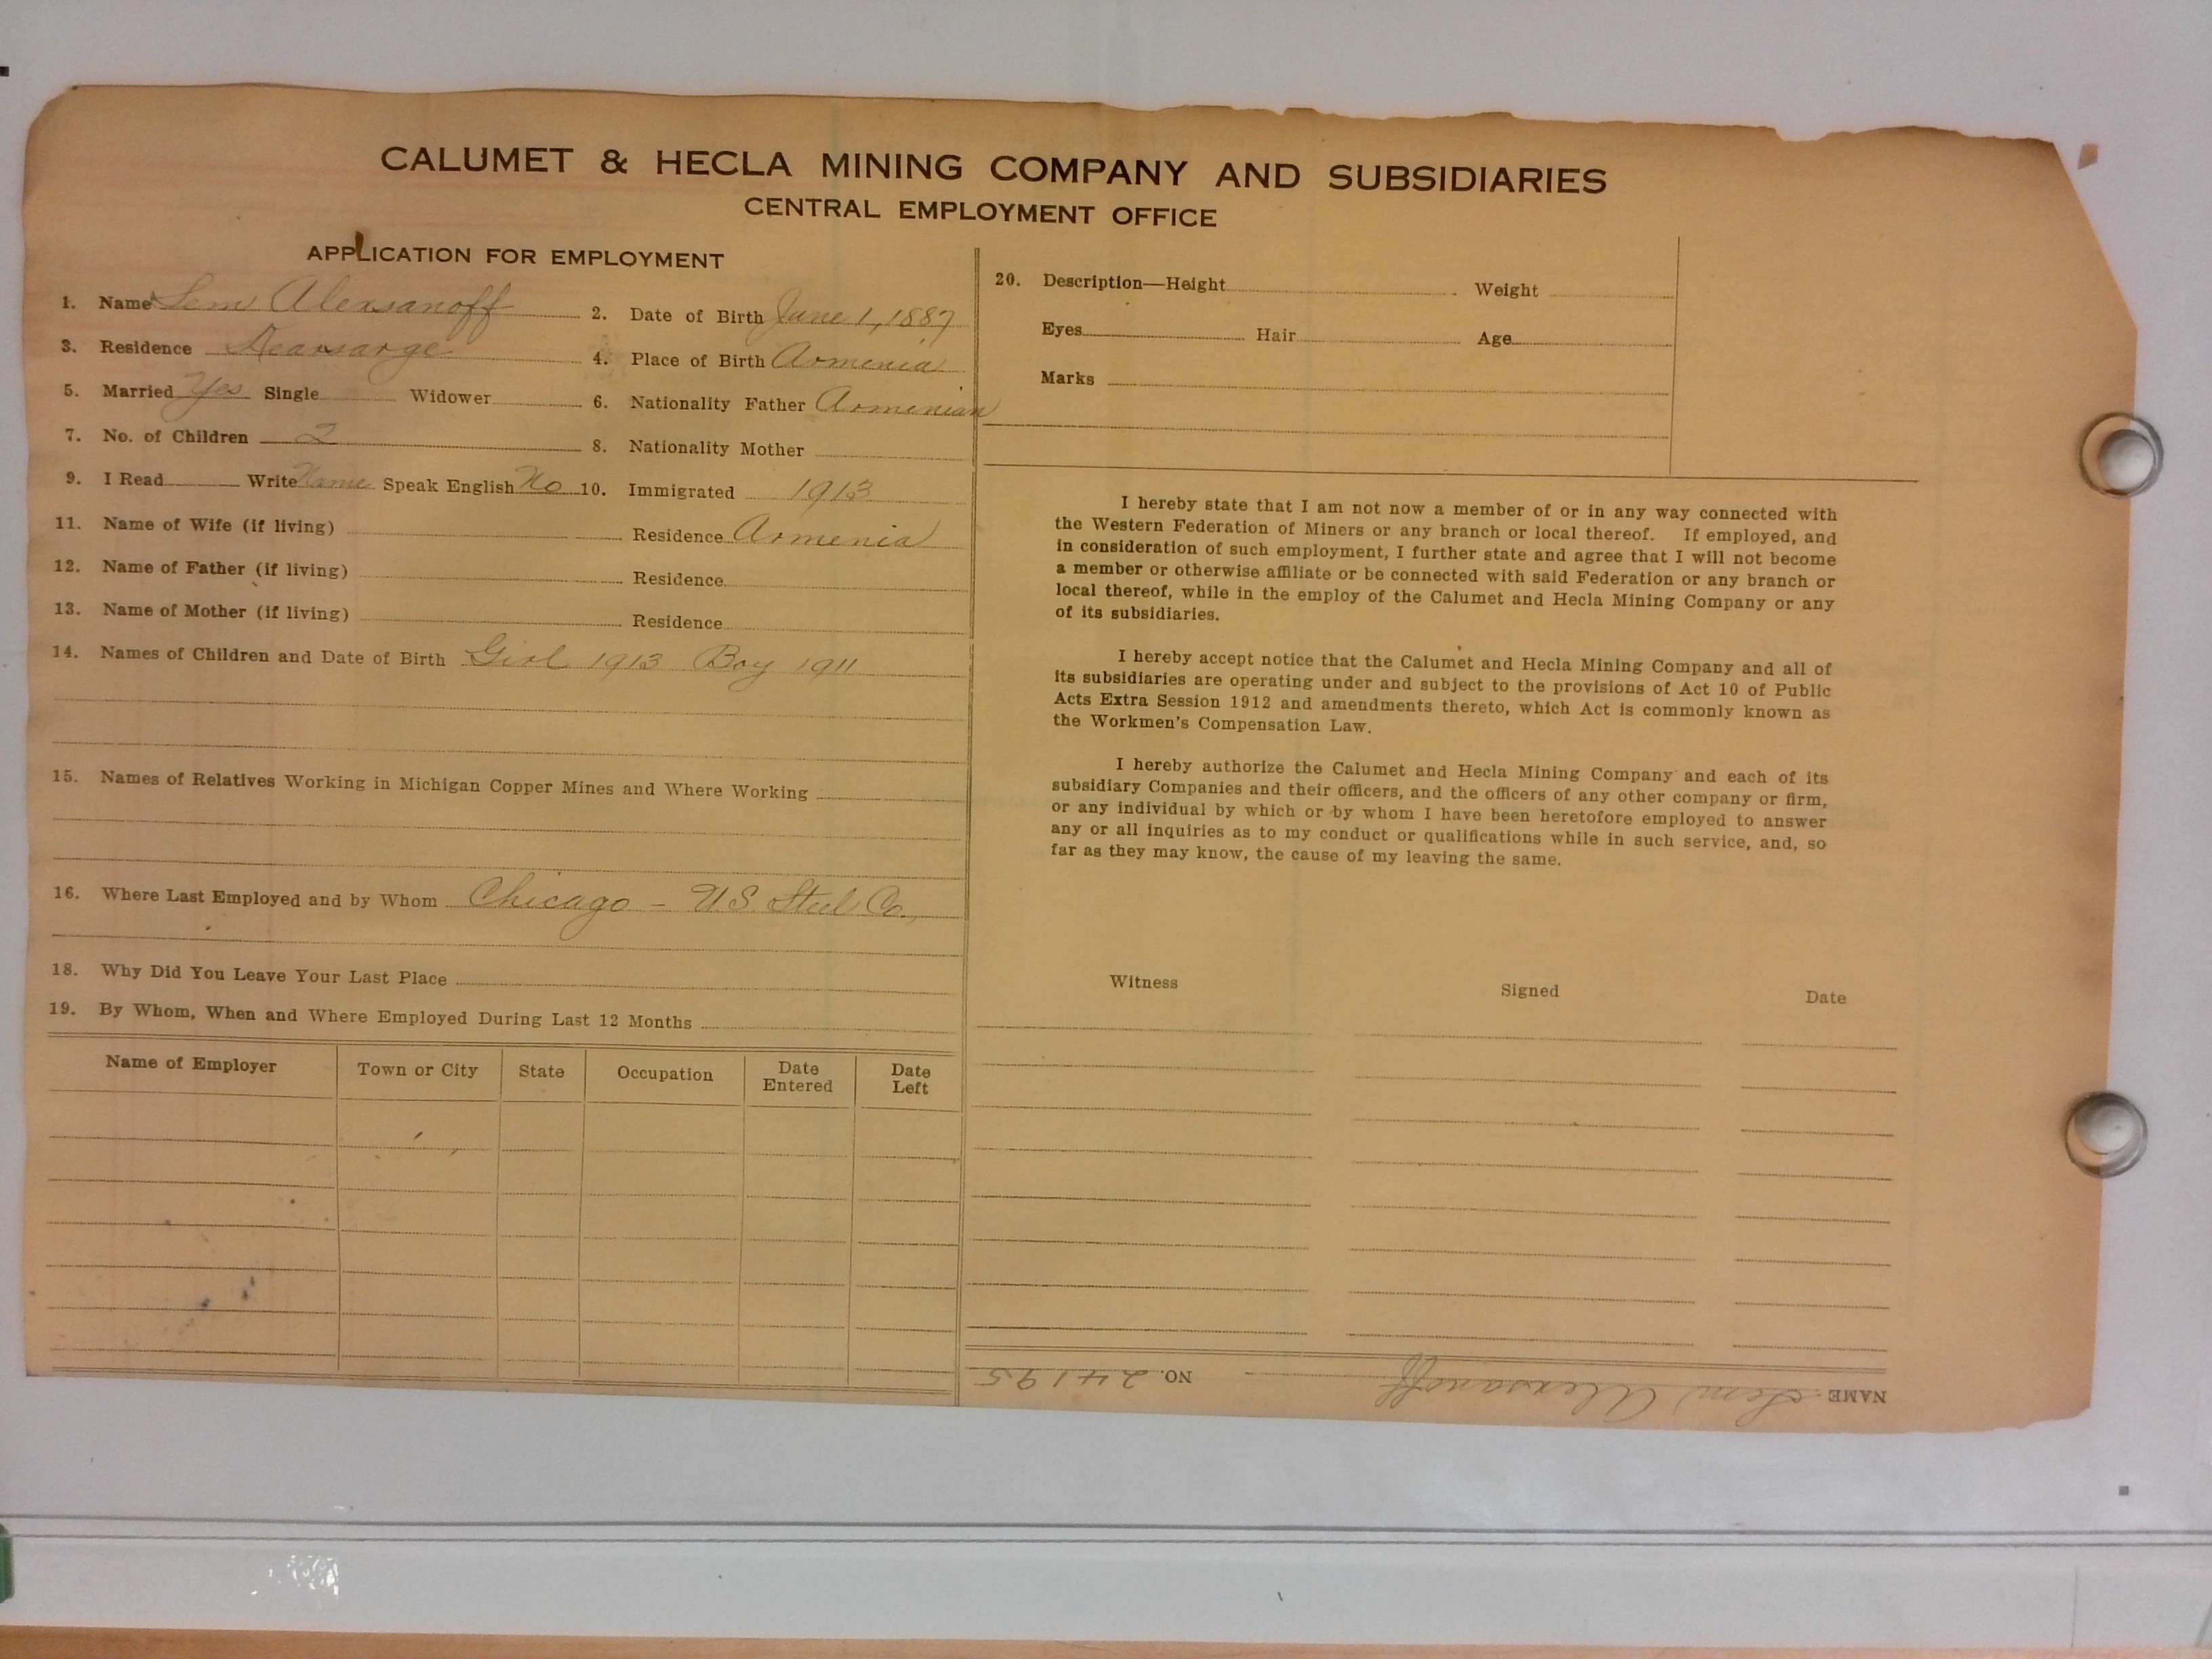 CALUMET & HECLA MINING COMPANY AND SUBSIDIARIES
CENTRAL EMPLOYMENT OFFICE
APPLICATION FOR EMPLOYMENT
1. Name Sem Alexsanoff 2. Date of Birth June 1, 1887
3. Residence Kearsarge 4. Place of Birth Armenia
5. Married Yes Single Widower 6. Nationality Father Armenian
7. No. of Children 2 8. Nationality Mother
9. I Read Write Name Speak English No 10. Immigrated 1913
11. Name of Wife (if living) Residence Armenia
12. Name of Father (if living) Residence
13. Name of Mother (if living) Residence
14. Names of Children and Date of Birth Girl 1913 Boy 1911
15. Names of Relatives Working in Michigan Copper Mines and Where Working
16. Where Last Employed and by Whom Chicago - U.S. Steel Co.
18. Why Did You Leave Your Last Place
19. By Whom, When and Where Employed During Last 12 Months
Name of Employer Town or City State Occupation Date Entered Date Left
20. Description—Height Weight
Eyes Hair Age
Marks
I hereby state that I am not now a member of or in any way connected with
the Western Federation of Miners or any branch or local thereof. If employed, and
in consideration of such employment, I further state and agree that I will not become
a member or otherwise affiliate or be connected with said Federation or any branch or
local thereof, while in the employ of the Calumet and Hecla Mining Company or any
of its subsidiaries.
I hereby accept notice that the Calumet and Hecla Mining Company and all of
its subsidiaries are operating under and subject to the provisions of Act 10 of Public
Acts Extra Session 1912 and amendments thereto, which Act is commonly known as
the Workmen's Compensation Law.
I hereby authorize the Calumet and Hecla Mining Company and each of its
subsidiary Companies and their officers, and the officers of any other company or firm,
or any individual by which or by whom I have been heretofore employed to answer
any or all inquiries as to my conduct or qualifications while in such service, and, so
far as they may know, the cause of my leaving the same.
Witness Signed Date
NAME Sem Alexsanoff NO. 24195